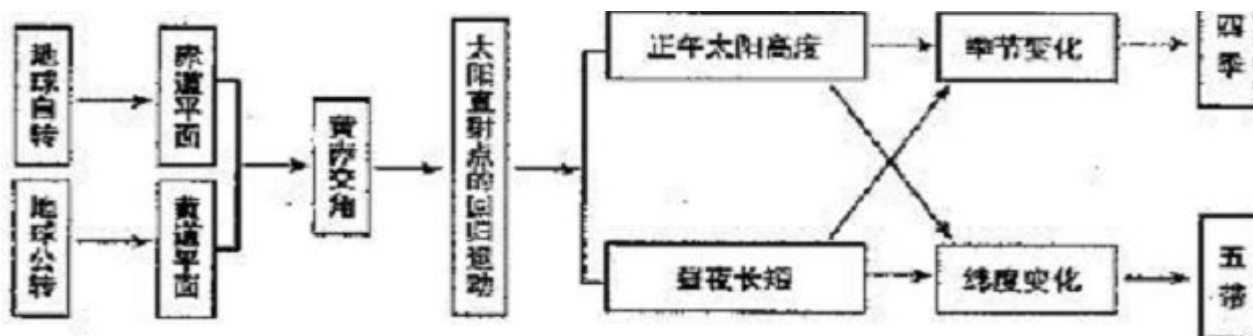 地球自转
赤道平面
地球公转
黄道平面
黄赤交角
太阳直射点的回归运动
正午太阳高度
昼夜长短
季节变化
纬度变化
四季
五带